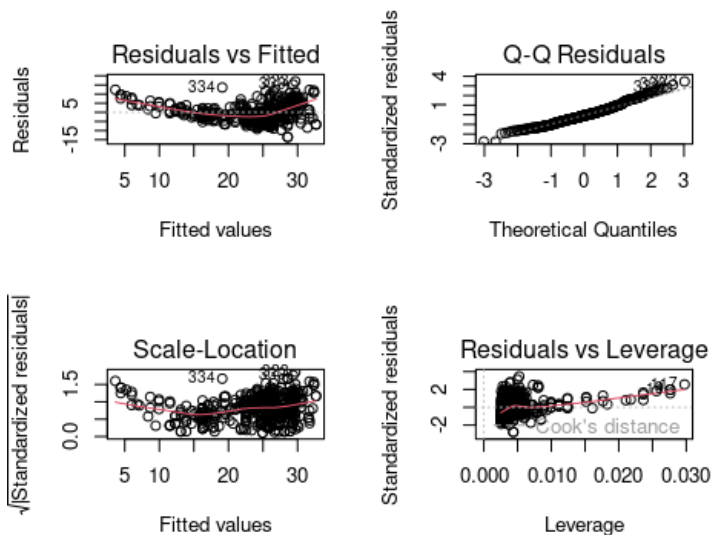 Residuals vs Fitted
Residuals
334
5
-15
5 10 20 30
Fitted values
Q-Q Residuals
Standardized residuals
4
1
-3
-3 -1 0 1 2 3
Theoretical Quantiles
Scale-Location
√|Standardized residuals|
334
1.5
0.0
5 10 20 30
Fitted values
Residuals vs Leverage
Standardized residuals
2
-2
Cook's distance
0.000 0.010 0.020 0.030
Leverage